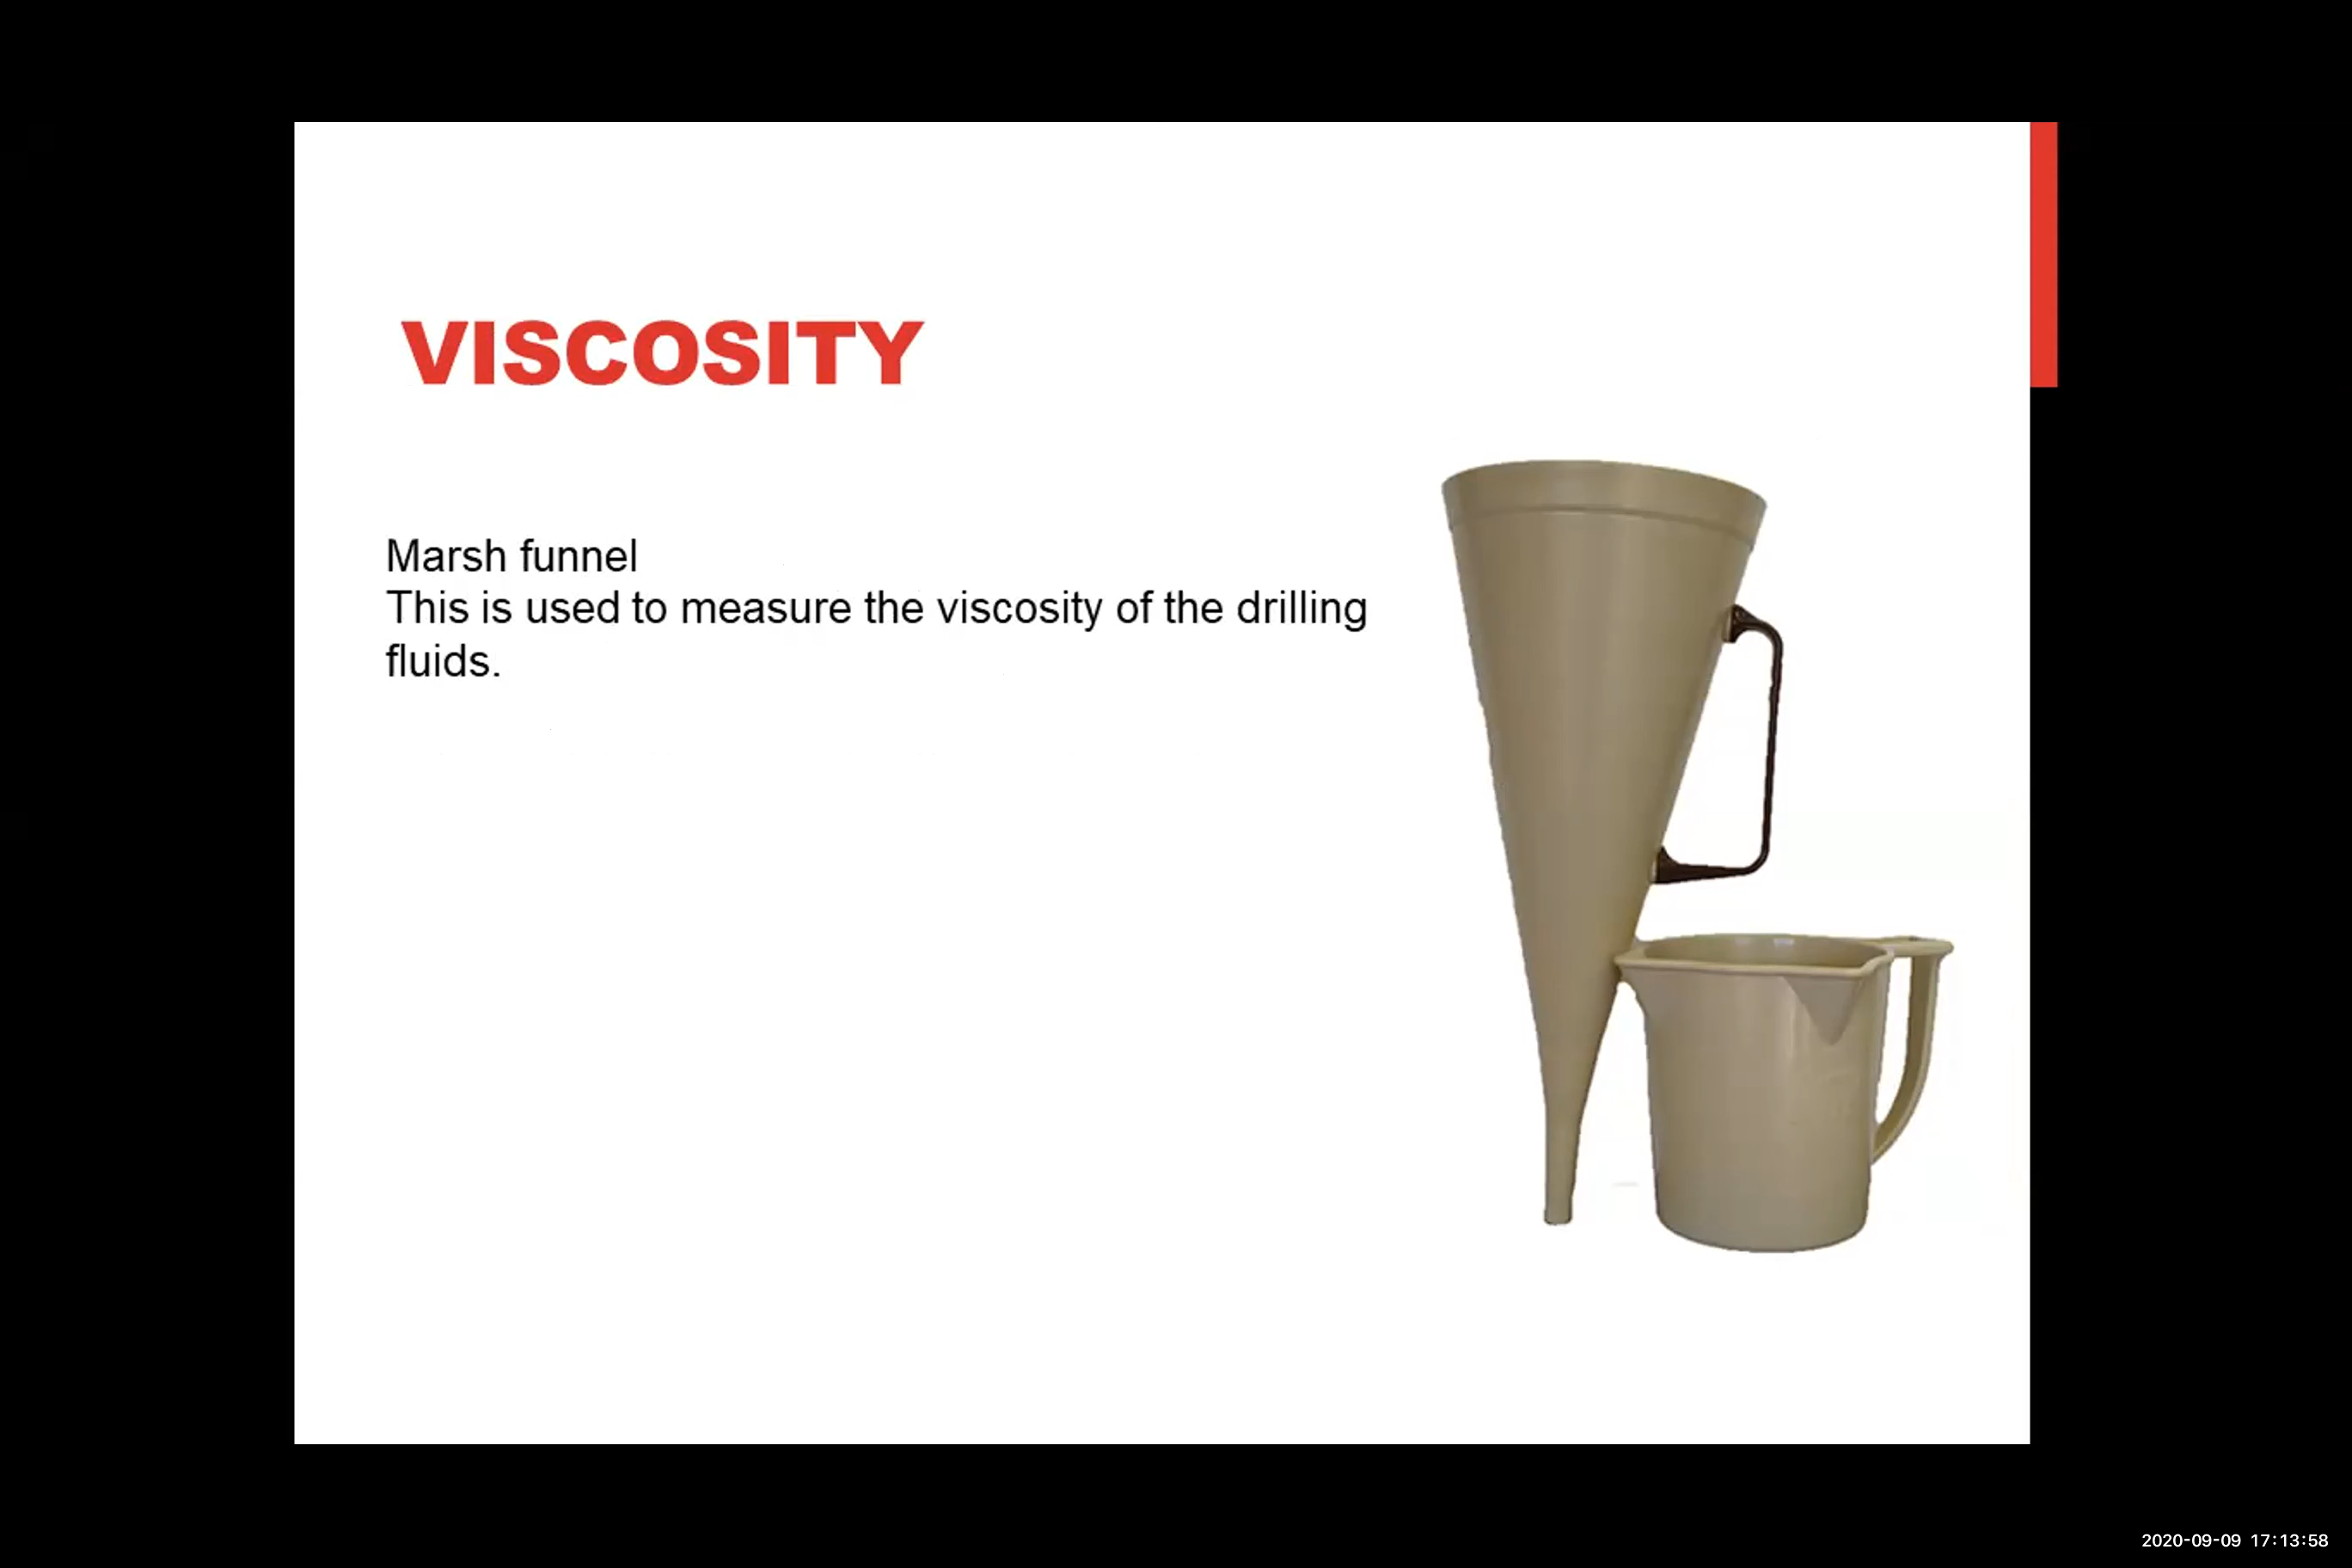 VISCOSITY
Marsh funnel
This is used to measure the viscosity of the drilling
fluids.
2020-09-09 17:13:58